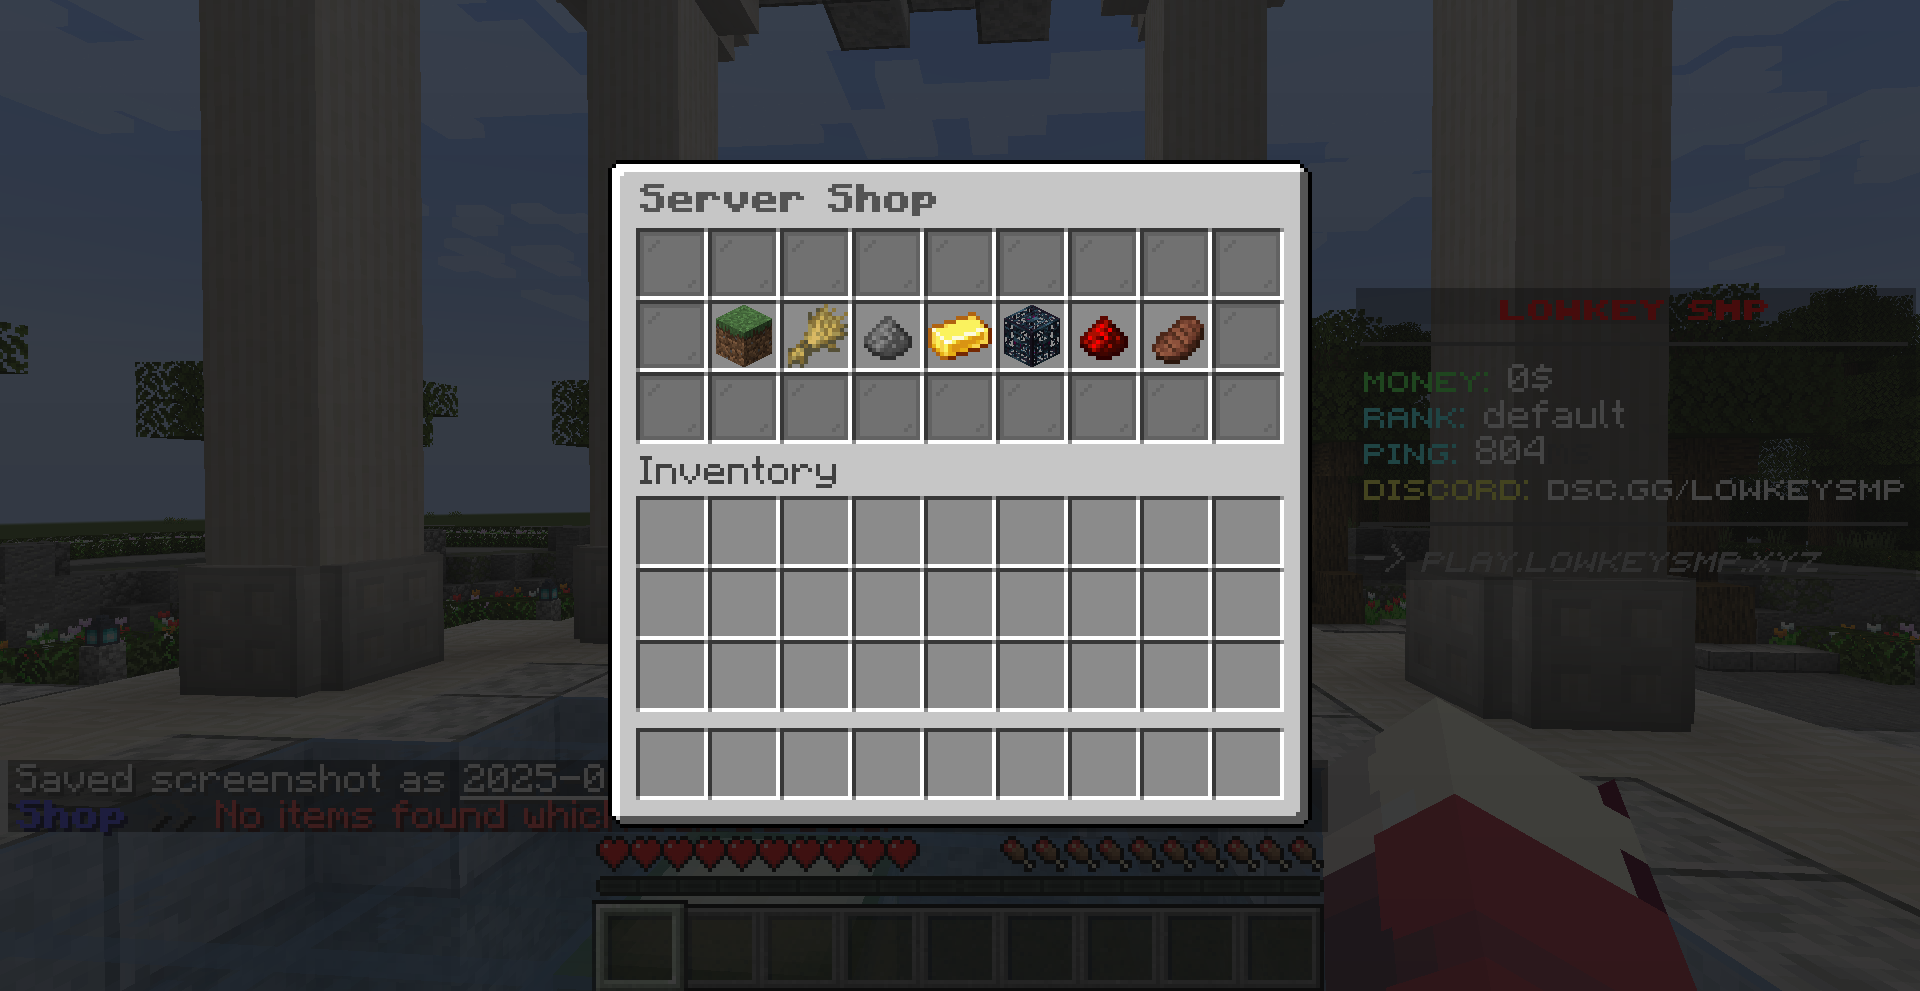 Server Shop
LOWKEY SMP
MONEY: 0$
RANK: default
PING: 804
DISCORD: DSC.GG/LOWKEYSMP
Inventory
-> PLAY.LOWKEYSMP.XYZ
Saved screenshot as 2025-0
Shop // No items found which